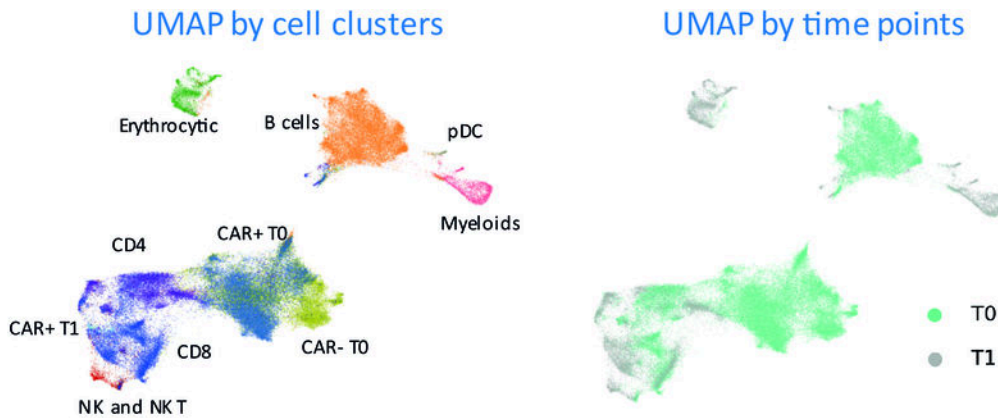 UMAP by cell clusters
UMAP by time points
Erythrocytic
B cells
pDC
Myeloids
CD4
CAR+ T0
CAR+ T1
CD8
CAR- T0
NK and NKT
T0
T1